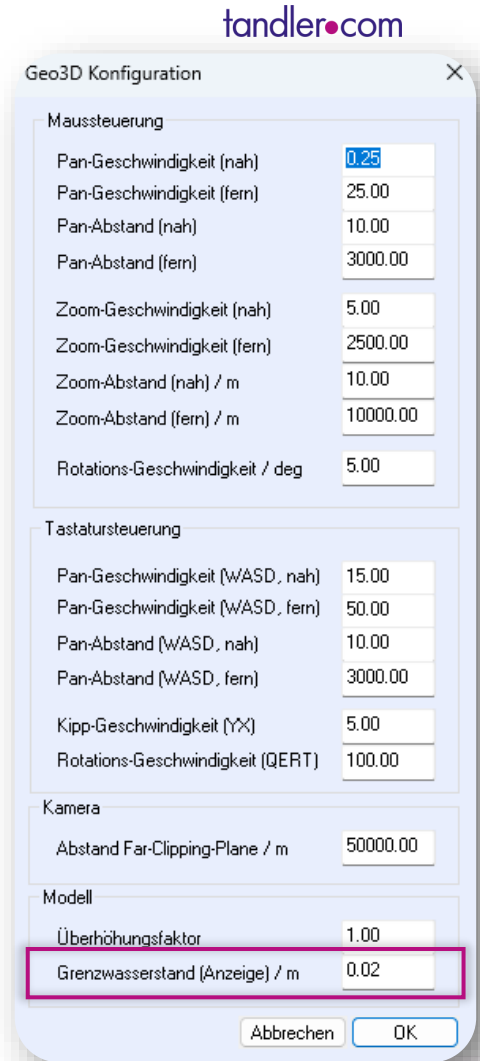 tandler.com
Geo3D Konfiguration
Maussteuerung
Pan-Geschwindigkeit (nah) 0.25
Pan-Geschwindigkeit (fern) 25.00
Pan-Abstand (nah) 10.00
Pan-Abstand (fern) 3000.00
Zoom-Geschwindigkeit (nah) 5.00
Zoom-Geschwindigkeit (fern) 2500.00
Zoom-Abstand (nah) / m 10.00
Zoom-Abstand (fern) / m 10000.00
Rotations-Geschwindigkeit / deg 5.00
Tastatursteuerung
Pan-Geschwindigkeit (WASD, nah) 15.00
Pan-Geschwindigkeit (WASD, fern) 50.00
Pan-Abstand (WASD, nah) 10.00
Pan-Abstand (WASD, fern) 3000.00
Kipp-Geschwindigkeit (YX) 5.00
Rotations-Geschwindigkeit (QERT) 100.00
Kamera
Abstand Far-Clipping-Plane / m 50000.00
Modell
Überhöhungsfaktor 1.00
Grenzwasserstand (Anzeige) / m 0.02
Abbrechen OK